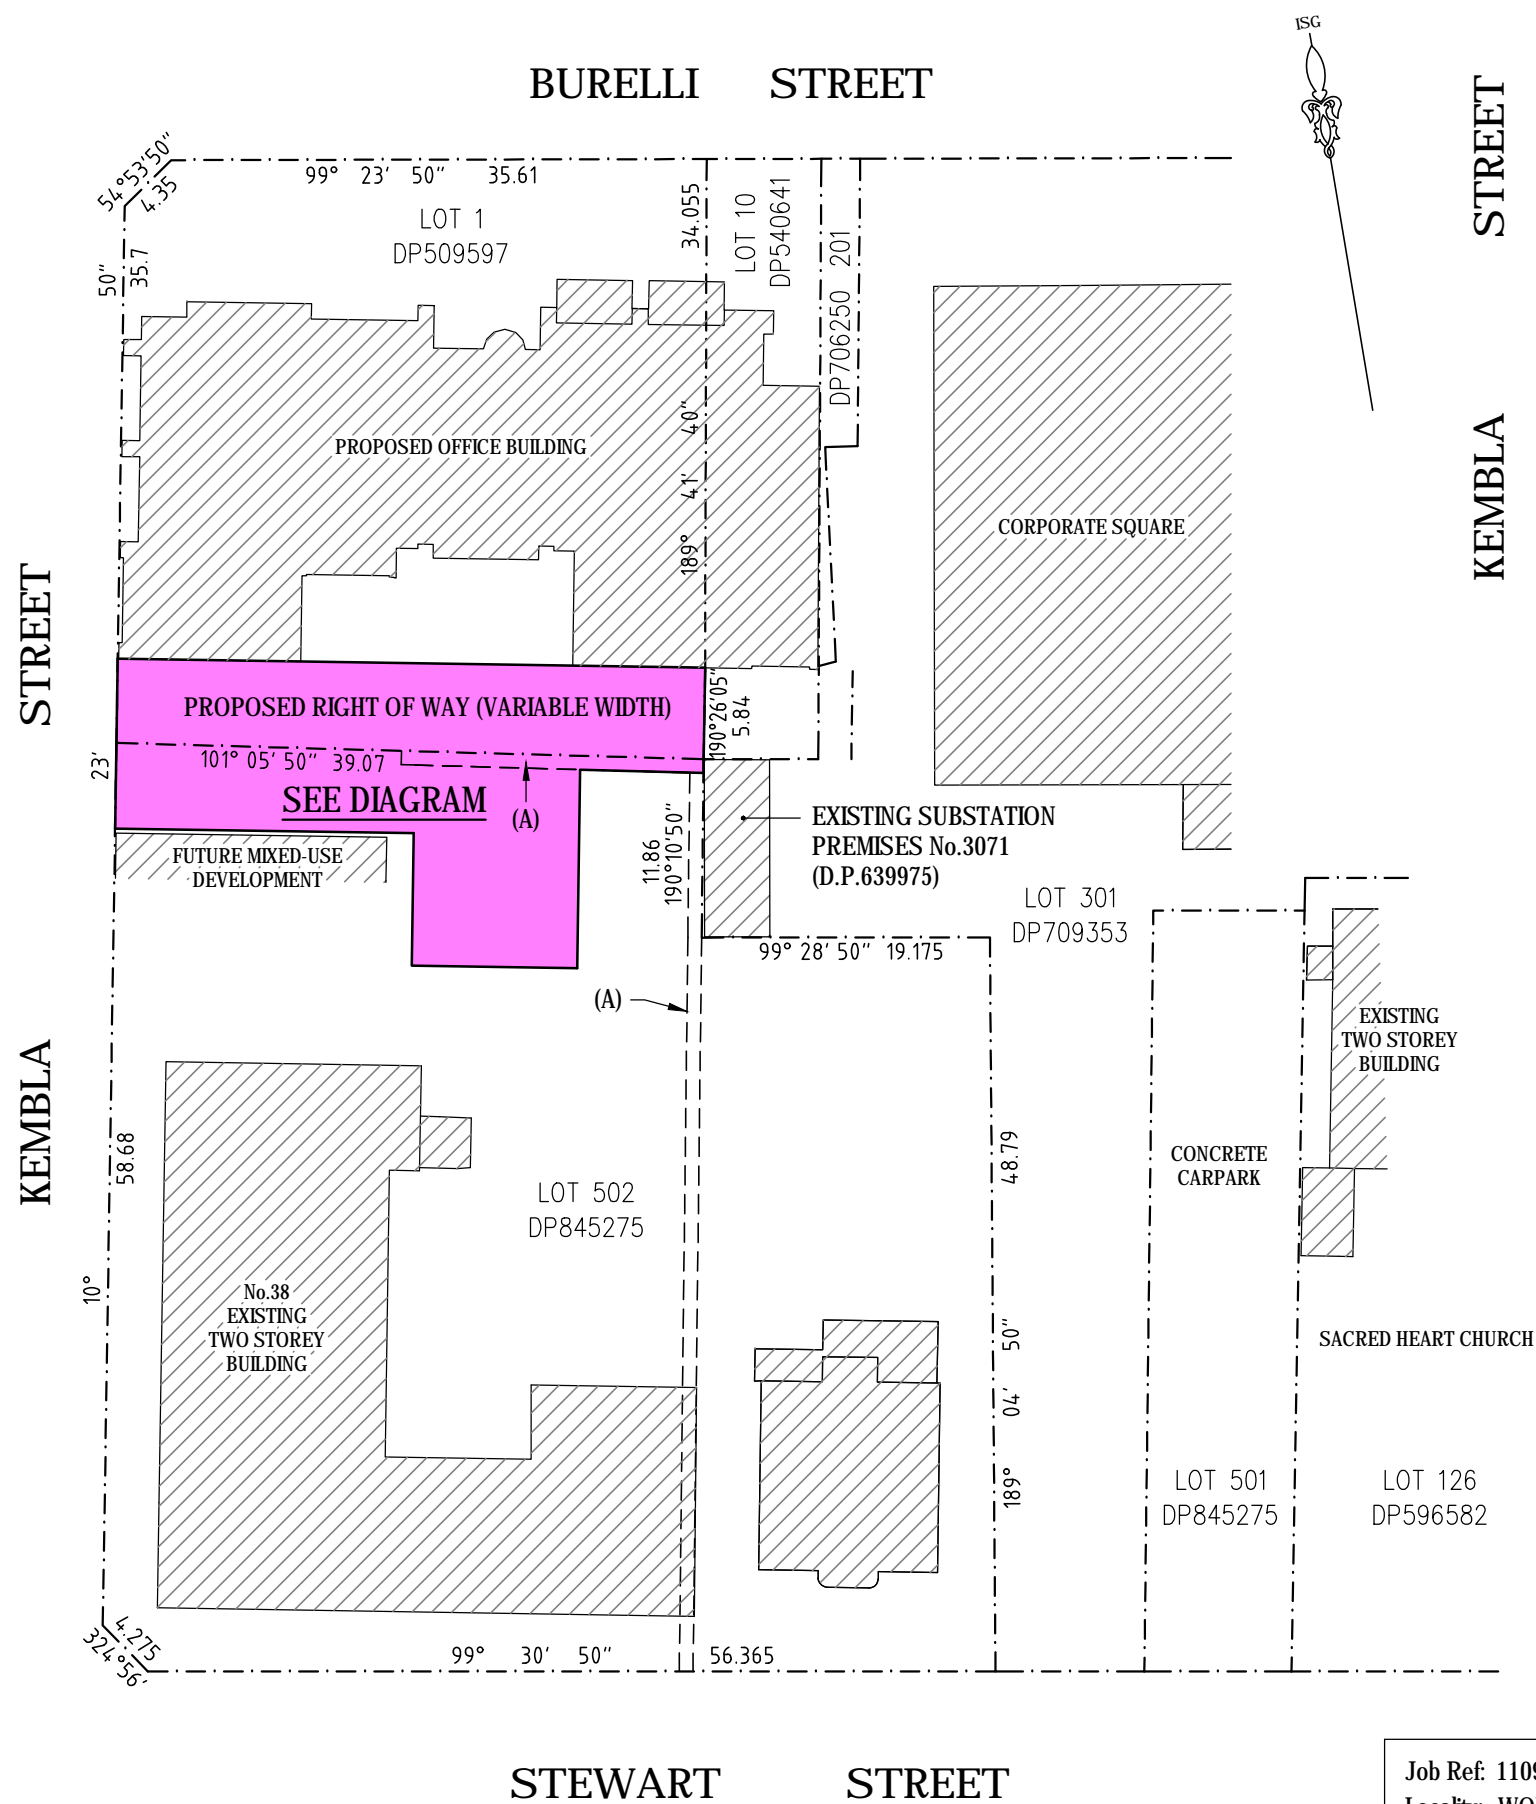 ISG
BURELLI STREET
STREET
KEMBLA
54°53'50"
4.35
99° 23' 50" 35.61
LOT 1
DP509597
34.055
LOT 10
DP540641
DP706250 201
50"
35.7
PROPOSED OFFICE BUILDING
189° 41' 40"
CORPORATE SQUARE
STREET
KEMBLA
PROPOSED RIGHT OF WAY (VARIABLE WIDTH)
190°26'05"
5.84
23'
101° 05' 50" 39.07
SEE DIAGRAM
(A)
EXISTING SUBSTATION
PREMISES No.3071
(D.P.639975)
FUTURE MIXED-USE
DEVELOPMENT
11.86
190°10'50"
LOT 301
DP709353
99° 28' 50" 19.175
(A)
EXISTING
TWO STOREY
BUILDING
58.68
48.79
CONCRETE
CARPARK
LOT 502
DP845275
10°
No.38
EXISTING
TWO STOREY
BUILDING
189° 04' 50"
SACRED HEART CHURCH
LOT 501
DP845275
LOT 126
DP596582
4.275
324°56'
99° 30' 50" 56.365
STEWART STREET
Job Ref: 1109